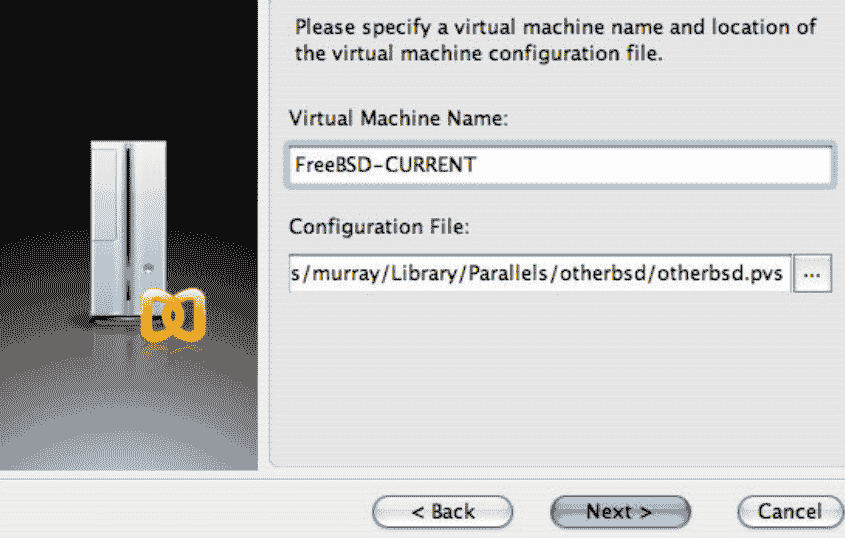 Please specify a virtual machine name and location of
the virtual machine configuration file.
Virtual Machine Name:
FreeBSD-CURRENT
Configuration File:
s/murray/Library/Parallels/otherbsd/otherbsd.pvs ...
< Back Next > Cancel